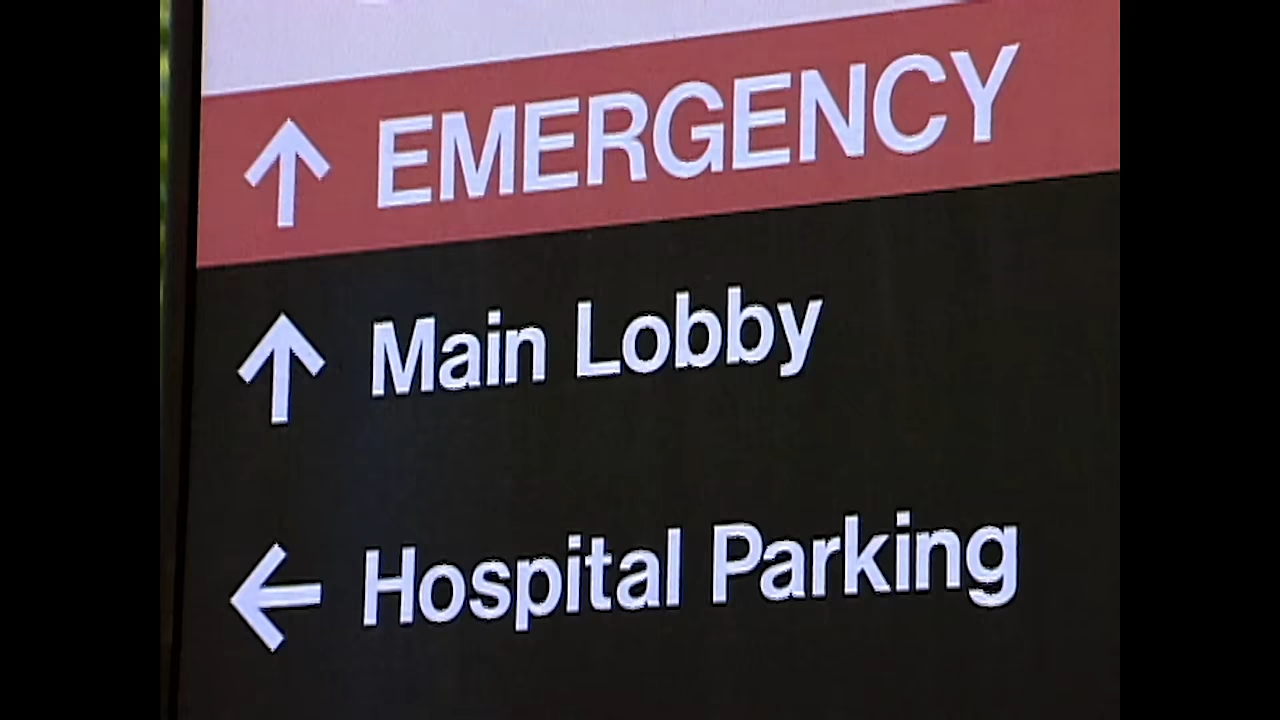 ↑ EMERGENCY
↑ Main Lobby
← Hospital Parking